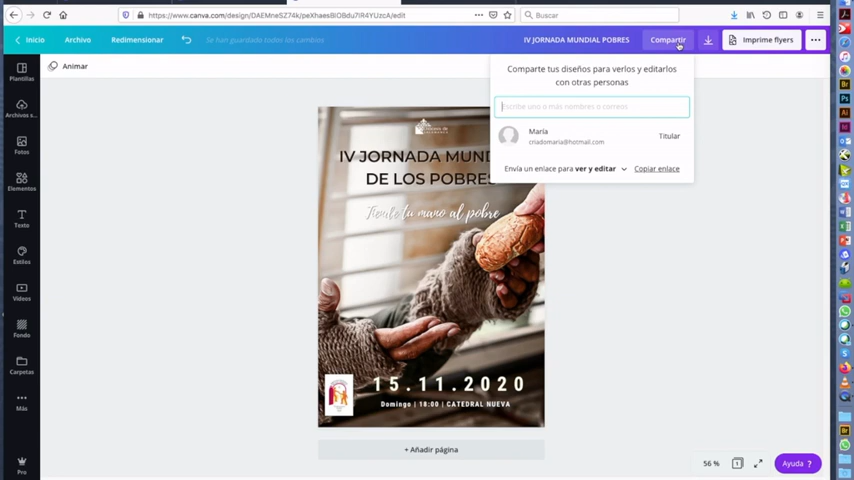 https://www.canva.com/design/DAEMneSZ74k/peXhaesBIOBdu7tR4YUzcA/edit
Buscar
Inicio
Archivo
Redimensionar
Se han guardado todos los cambios
IV JORNADA MUNDIAL POBRES
Compartir
Imprime flyers
Animar
Comparte tus diseños para verlos y editarlos
con otras personas
Escribe uno o más nombres o correos
María
criadomaria@hotmail.com
Titular
Envía un enlace para ver y editar
Copiar enlace
Plantillas
Archivos s...
Fotos
Elementos
Texto
Estilos
Vídeos
Fondo
Carpetas
Más
Pro
IV JORNADA MUND
DE LOS POBRES
Tiende tu mano al pobre
15.11.2020
Domingo | 18:00 | CATEDRAL NUEVA
+ Añadir página
56 %
1
Ayuda ?